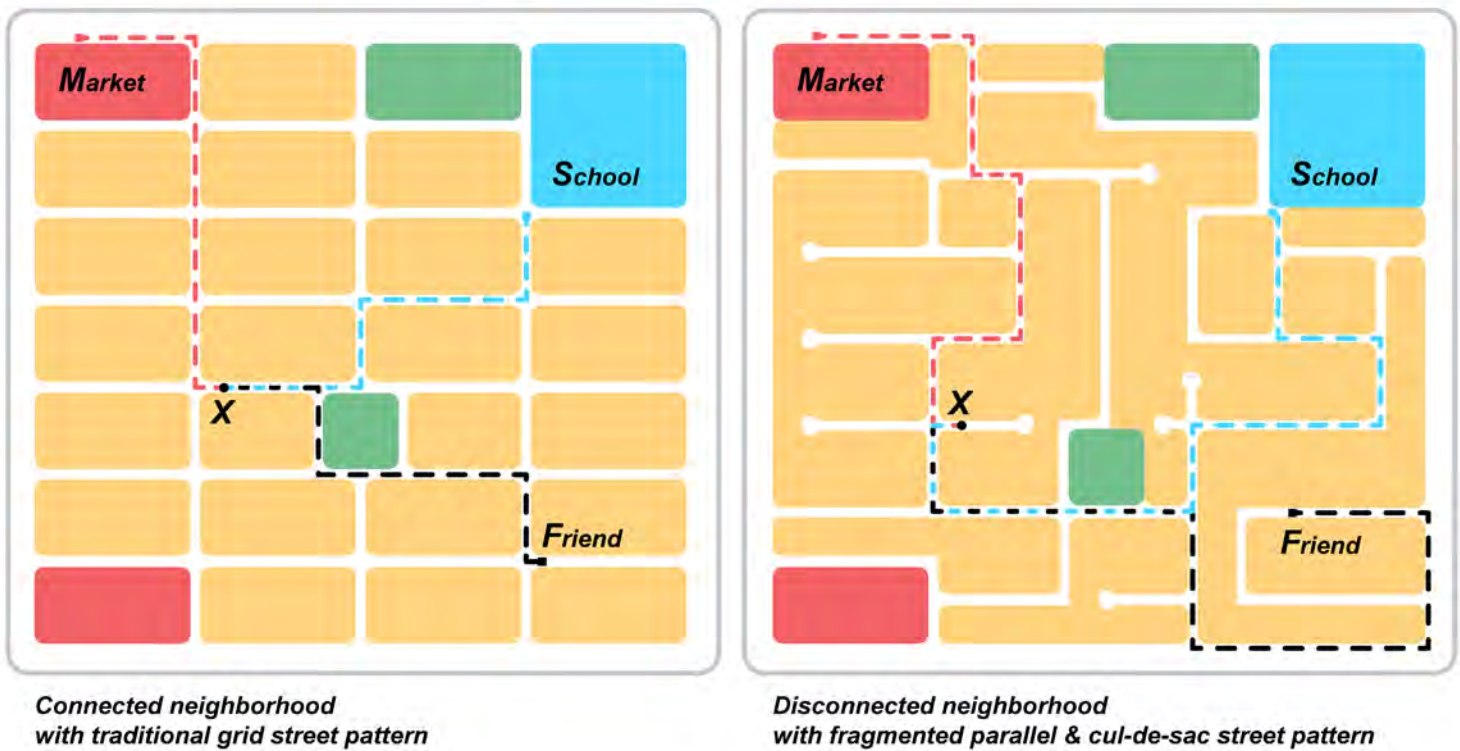 Market
School
X
Friend
Connected neighborhood
with traditional grid street pattern
Market
School
X
Friend
Disconnected neighborhood
with fragmented parallel & cul-de-sac street pattern